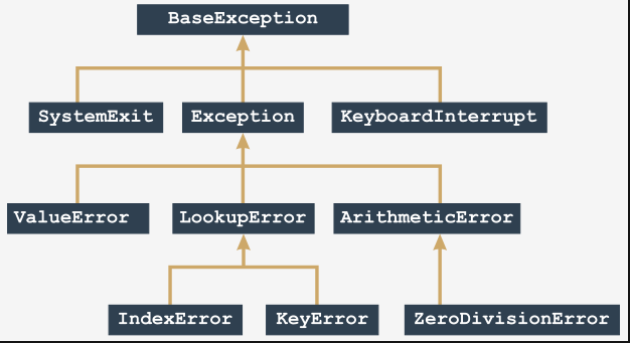 BaseException
SystemExit
Exception
KeyboardInterrupt
ValueError
LookupError
ArithmeticError
IndexError
KeyError
ZeroDivisionError